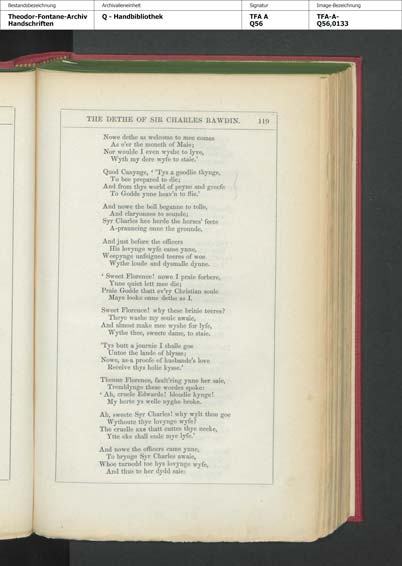 Bestandsbezeichnung
Theodor-Fontane-Archiv
Handschriften
Archivalieneinheit
Q - Handbibliothek
Signatur
TFA A
Q56
Image-Bezeichnung
TFA-A-
Q56,0133
THE DETHE OF SIR CHARLES BAWDIN. 119
Nowe dethe as welcome to mee comes
As e'er the moneth of Maie;
Nor woulde I even wyshe to lyve,
Wyth my dere wyfe to staie.'
Quod Canynge, ' 'Tys a goodlie thynge,
To bee prepared to die;
And from thys world of peyne and greefe
To Godde ynne heav'n to flie.'
And nowe the bell beganne to tolle,
And claryonnes to sounde;
Syr Charles hee herde the horses' feete
A-prauncing onne the grounde.
And just before the officers
His lovynge wyfe came ynne,
Weepynge unfeigned teeres of woe
Wythe loude and dysmalle dynne.
' Sweet Florence! nowe I praie forbere,
Ynne quiet lett mee die;
Praie Godde thatt ev'ry Christian soule
Maye looke onne dethe as I.
Sweet Florence! why these brinie teeres?
Theye washe my soule awaie,
And almost make mee wyshe for lyfe,
Wythe thee, sweete dame, to staie.
'Tys butt a journie I shalle goe
Untoe the lande of blysse;
Nowe, as a proofe of husbande's love
Receive thys holie kysse.'
Thenne Florence, fault'ring ynne her saie,
Tremblynge these wordes spoke:
' Ah, cruele Edwarde! bloudie kynge!
My herte ys welle nyghe broke.
Ah, sweete Syr Charles! why wylt thou goe
Wythoute thye lovynge wyfe?
The cruelle axe thatt cuttes thye necke,
Ytte eke shall ende mye lyfe.'
And nowe the officers came ynne,
To brynge Syr Charles awaie,
Whoe turnedd toe hys lovynge wyfe,
And thus to her dydd saie: